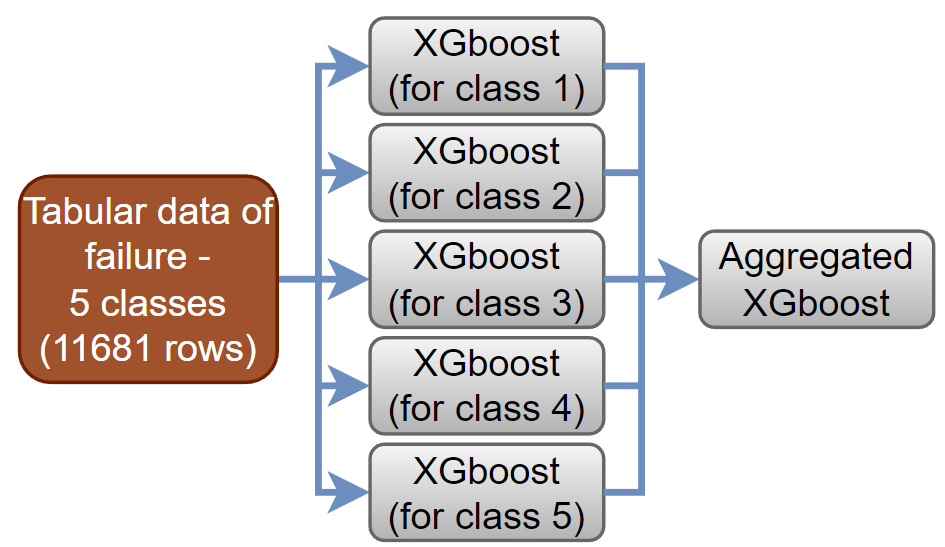 Tabular data of
failure -
5 classes
(11681 rows)
XGboost
(for class 1)
XGboost
(for class 2)
XGboost
(for class 3)
XGboost
(for class 4)
XGboost
(for class 5)
Aggregated
XGboost